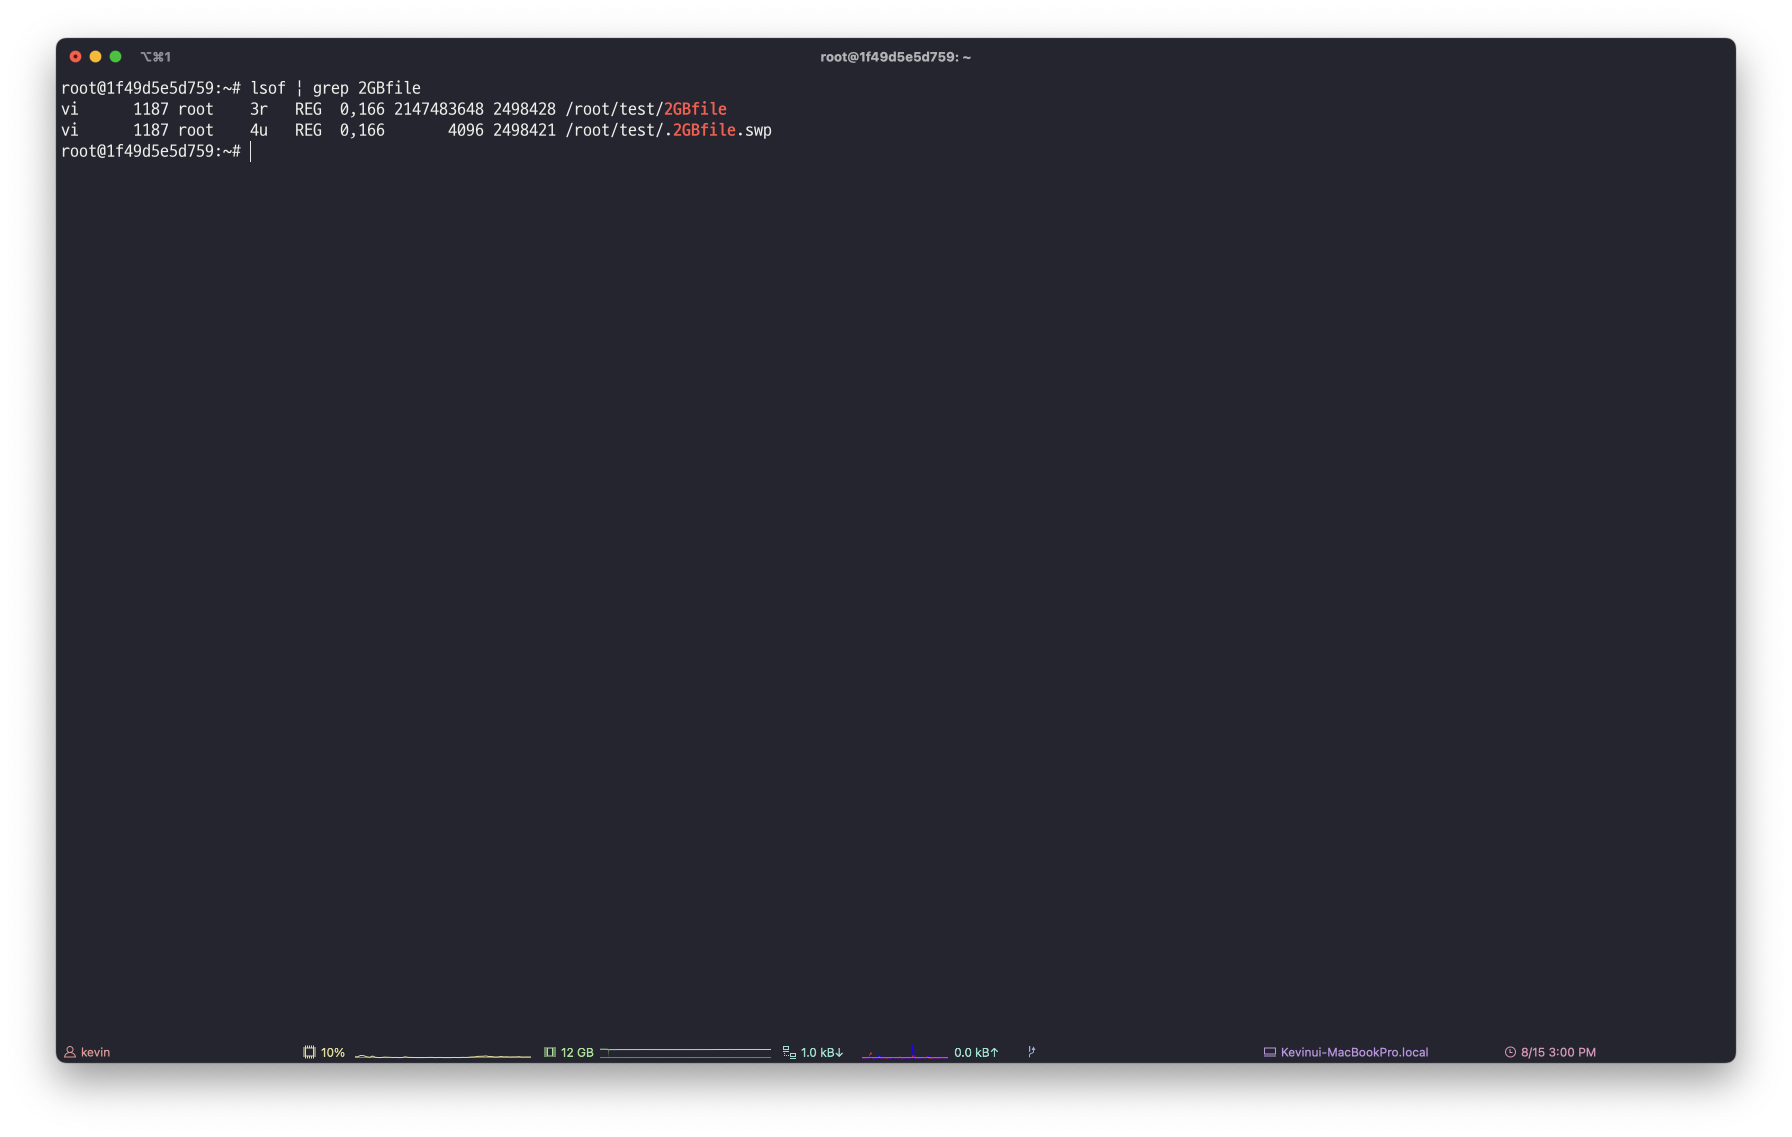 ⌥⌘1
root@1f49d5e5d759: ~
root@1f49d5e5d759:~# lsof | grep 2GBfile
vi      1187 root    3r   REG  0,166 2147483648 2498428 /root/test/2GBfile
vi      1187 root    4u   REG  0,166       4096 2498421 /root/test/.2GBfile.swp
root@1f49d5e5d759:~#
kevin 10% 12 GB 1.0 kB↓ 0.0 kB↑ Kevinui-MacBookPro.local 8/15 3:00 PM